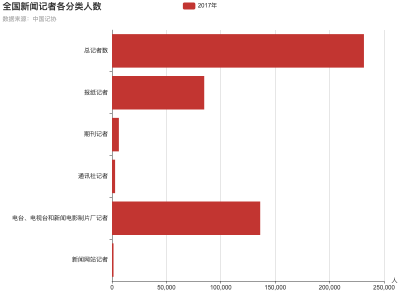 全国新闻记者各分类人数
2017年
数据来源：中国记协
总记者数
报纸记者
期刊记者
通讯社记者
电台、电视台和新闻电影制片厂记者
新闻网站记者
人
0
50,000
100,000
150,000
200,000
250,000